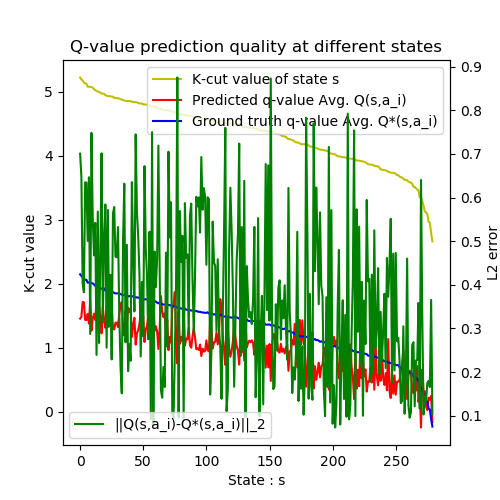 Q-value prediction quality at different states
K-cut value of state s
Predicted q-value Avg. Q(s,a_i)
Ground truth q-value Avg. Q*(s,a_i)
||Q(s,a_i)-Q*(s,a_i)||_2
K-cut value
5
4
3
2
1
0
L2 error
0.9
0.8
0.7
0.6
0.5
0.4
0.3
0.2
0.1
0 50 100 150 200 250
State : s